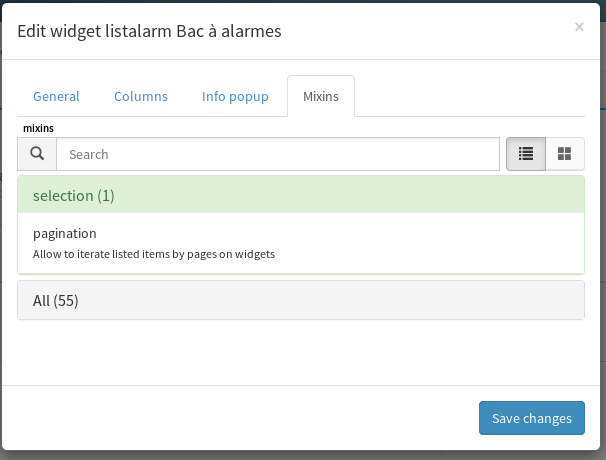 Edit widget listalarm Bac à alarmes
×
General Columns Info popup Mixins
mixins
Search
selection (1)
pagination
Allow to iterate listed items by pages on widgets
All (55)
Save changes